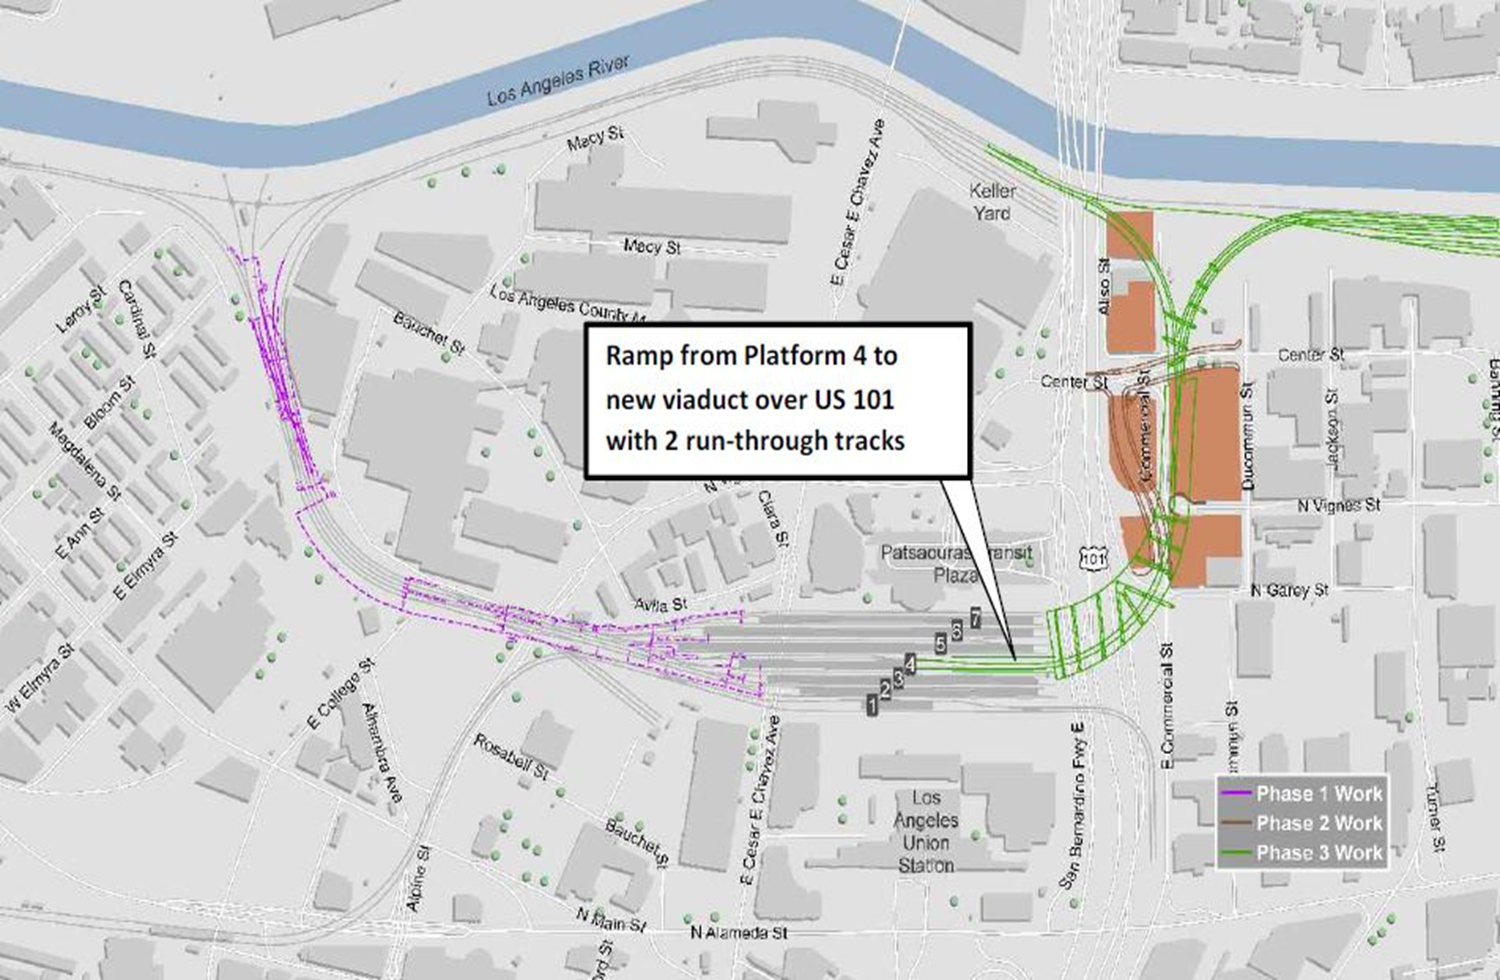 Los Angeles River
Macy St
E Cesar E Chavez Ave
Keller
Yard
Macy St
Los Angeles County M
Leroy St
Cardinal St
Bauchet St
Aliso St
Ramp from Platform 4 to
new viaduct over US 101
with 2 run-through tracks
Center St
Center St
Bloom St
Magdalena St
Commercial St
Ducommun St
Jackson St
Banning St
E Ann St
E Elmyra St
Clara St
N Vignes St
Patsaouras Transit
Plaza
101
N Garey St
Avila St
7
6
5
4
3
2
1
W Elmyra St
E College St
Alhambra Ave
Rosabell St
E Cesar E Chavez Ave
San Bernardino Fwy E
E Commercial St
mmun St
Turner St
Los
Angeles
Union
Station
Phase 1 Work
Phase 2 Work
Phase 3 Work
Bauchet St
Alpine St
N Main St
N Alameda St
ord St